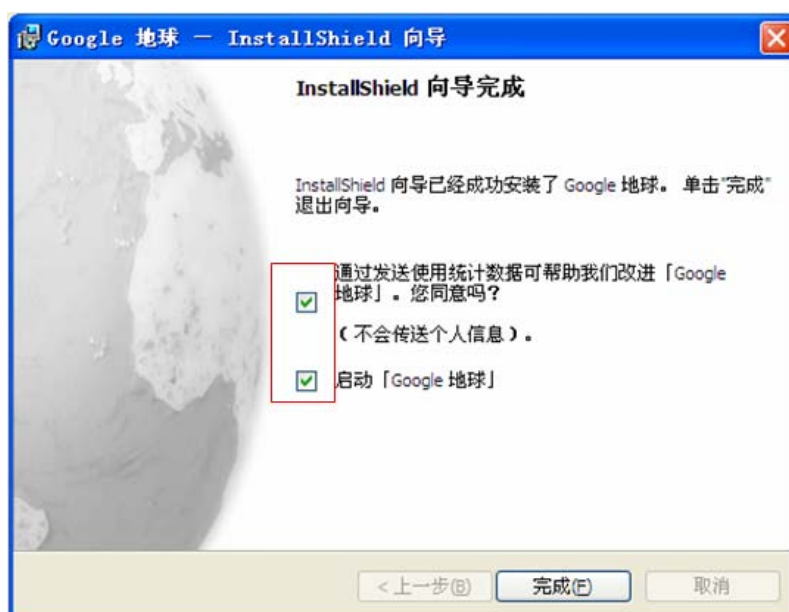 Google 地球 — InstallShield 向导
InstallShield 向导完成
InstallShield 向导已经成功安装了 Google 地球。 单击"完成"
退出向导。
通过发送使用统计数据可帮助我们改进「Google
地球」。您同意吗?
(不会传送个人信息)。
启动「Google 地球」
<上一步(B)
完成(F)
取消